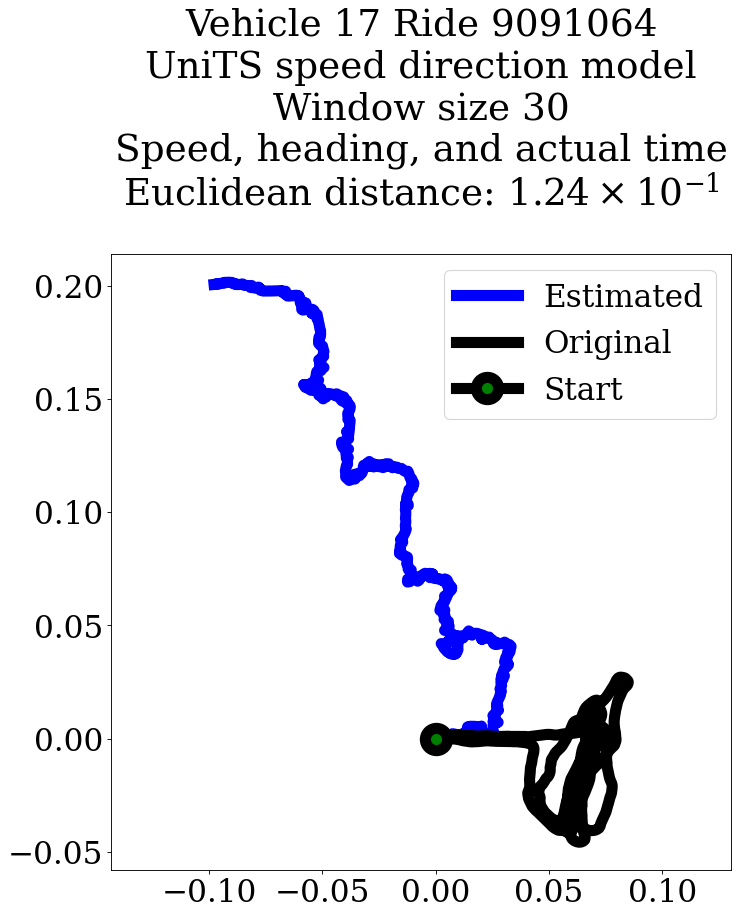 Vehicle 17 Ride 9091064
UniTS speed direction model
Window size 30
Speed, heading, and actual time
Euclidean distance: 1.24 × 10⁻¹
Estimated
Original
Start
0.20
0.15
0.10
0.05
0.00
−0.05
−0.10 −0.05 0.00 0.05 0.10